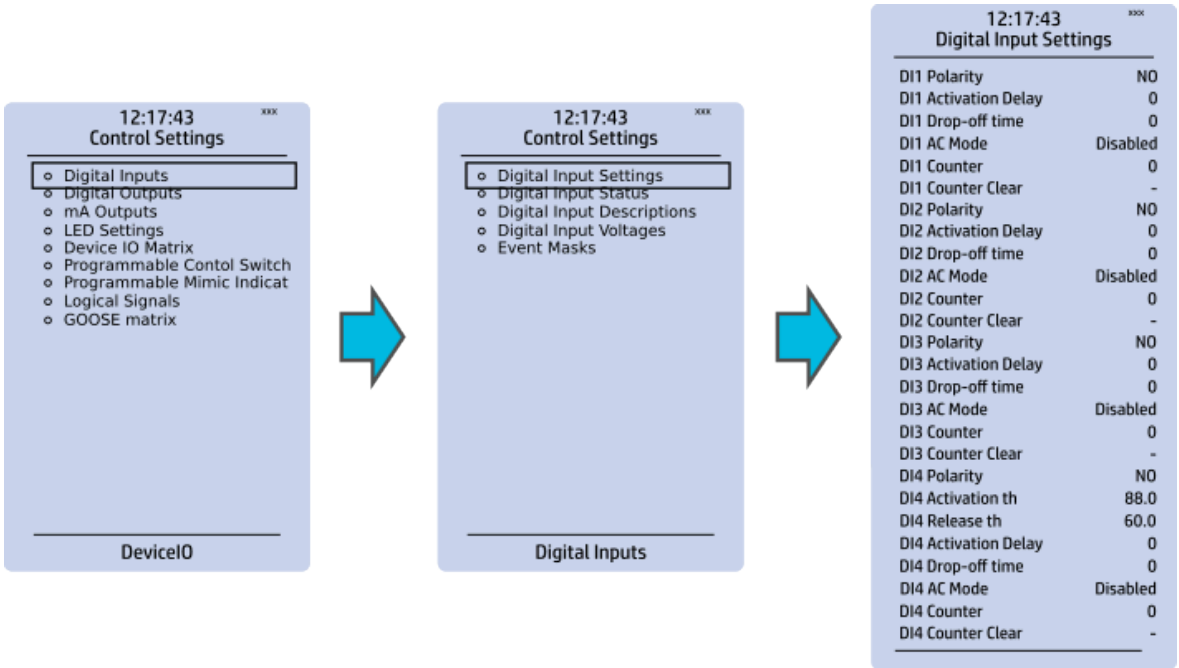 12:17:43 xxx
Control Settings
Digital Inputs
Digital Outputs
mA Outputs
LED Settings
Device IO Matrix
Programmable Contol Switch
Programmable Mimic Indicat
Logical Signals
GOOSE matrix
DeviceIO
12:17:43 xxx
Control Settings
Digital Input Settings
Digital Input Status
Digital Input Descriptions
Digital Input Voltages
Event Masks
Digital Inputs
12:17:43 xxx
Digital Input Settings
DI1 Polarity NO
DI1 Activation Delay 0
DI1 Drop-off time 0
DI1 AC Mode Disabled
DI1 Counter 0
DI1 Counter Clear -
DI2 Polarity NO
DI2 Activation Delay 0
DI2 Drop-off time 0
DI2 AC Mode Disabled
DI2 Counter 0
DI2 Counter Clear -
DI3 Polarity NO
DI3 Activation Delay 0
DI3 Drop-off time 0
DI3 AC Mode Disabled
DI3 Counter 0
DI3 Counter Clear -
DI4 Polarity NO
DI4 Activation th 88.0
DI4 Release th 60.0
DI4 Activation Delay 0
DI4 Drop-off time 0
DI4 AC Mode Disabled
DI4 Counter 0
DI4 Counter Clear -